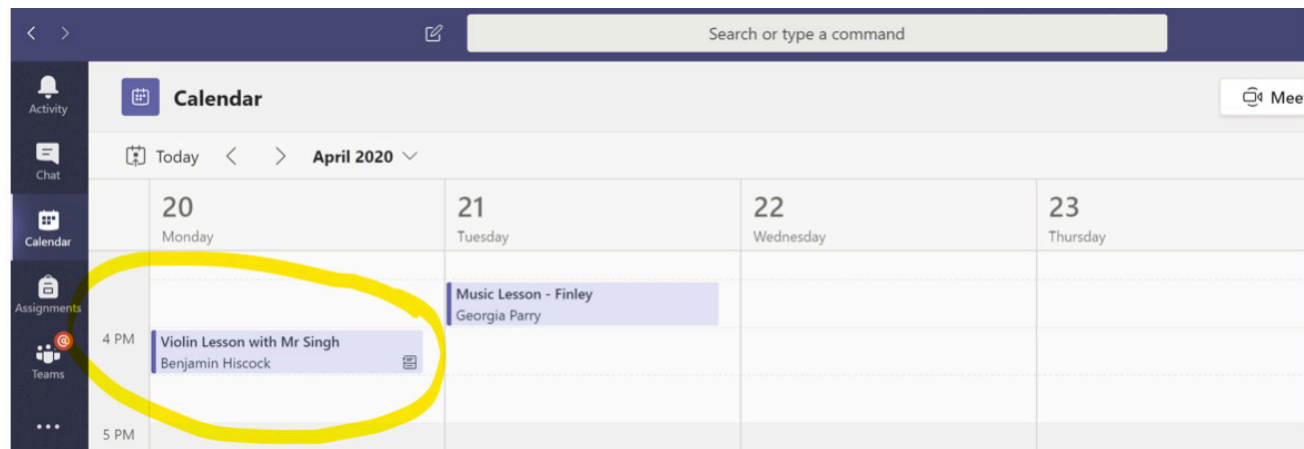 Search or type a command
Activity
Calendar
Mee
Chat
Today April 2020
Calendar
20 21 22 23
Monday Tuesday Wednesday Thursday
Assignments
Music Lesson - Finley
Georgia Parry
4 PM
Violin Lesson with Mr Singh
Benjamin Hiscock
@
Teams
5 PM